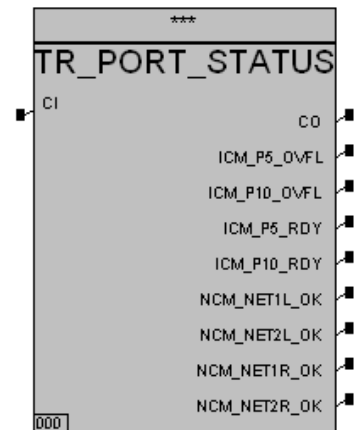 ***
TR_PORT_STATUS
CI
CO
ICM_P5_OVFL
ICM_P10_OVFL
ICM_P5_RDY
ICM_P10_RDY
NCM_NET1L_OK
NCM_NET2L_OK
NCM_NET1R_OK
NCM_NET2R_OK
000